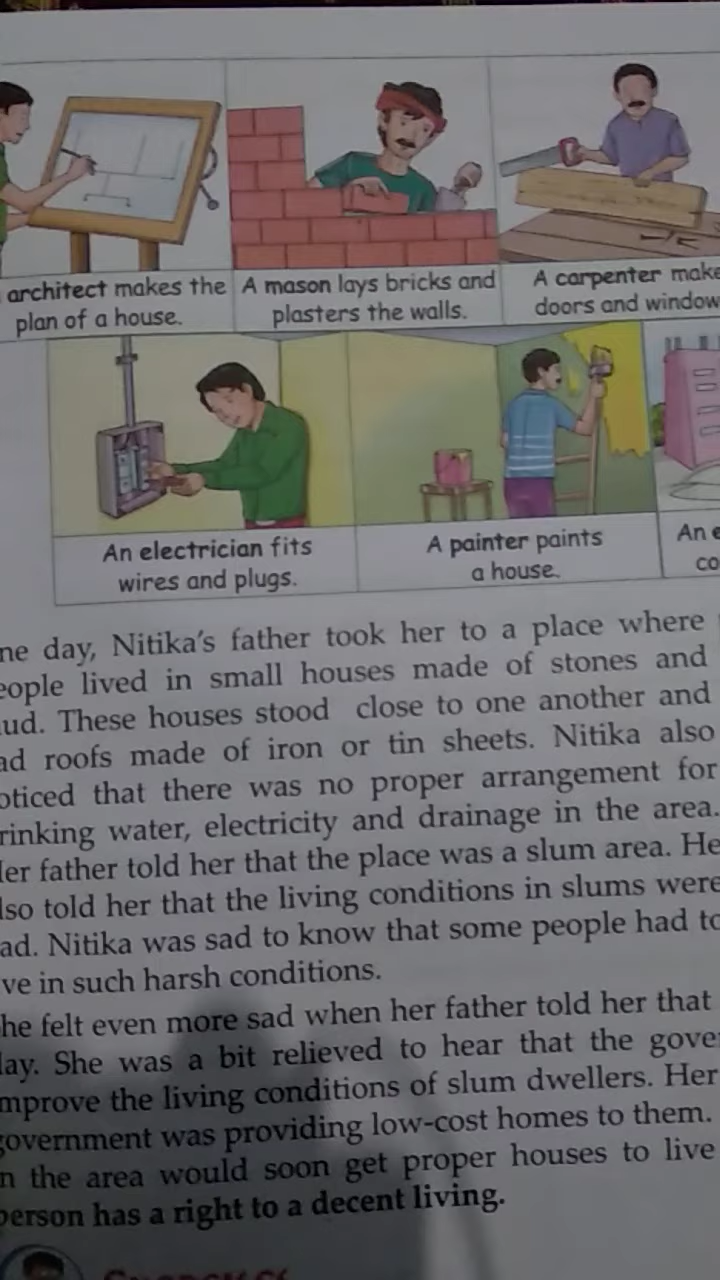 architect makes the
plan of a house.
A mason lays bricks and
plasters the walls.
A carpenter make
doors and window
An electrician fits
wires and plugs.
A painter paints
a house.
An e
co
ne day, Nitika's father took her to a place where
eople lived in small houses made of stones and
ud. These houses stood close to one another and
ad roofs made of iron or tin sheets. Nitika also
oticed that there was no proper arrangement for
rinking water, electricity and drainage in the area.
er father told her that the place was a slum area. He
lso told her that the living conditions in slums were
ad. Nitika was sad to know that some people had to
ve in such harsh conditions.
he felt even more sad when her father told her that
lay. She was a bit relieved to hear that the gove
mprove the living conditions of slum dwellers. Her
government was providing low-cost homes to them.
n the area would soon get proper houses to live
person has a right to a decent living.